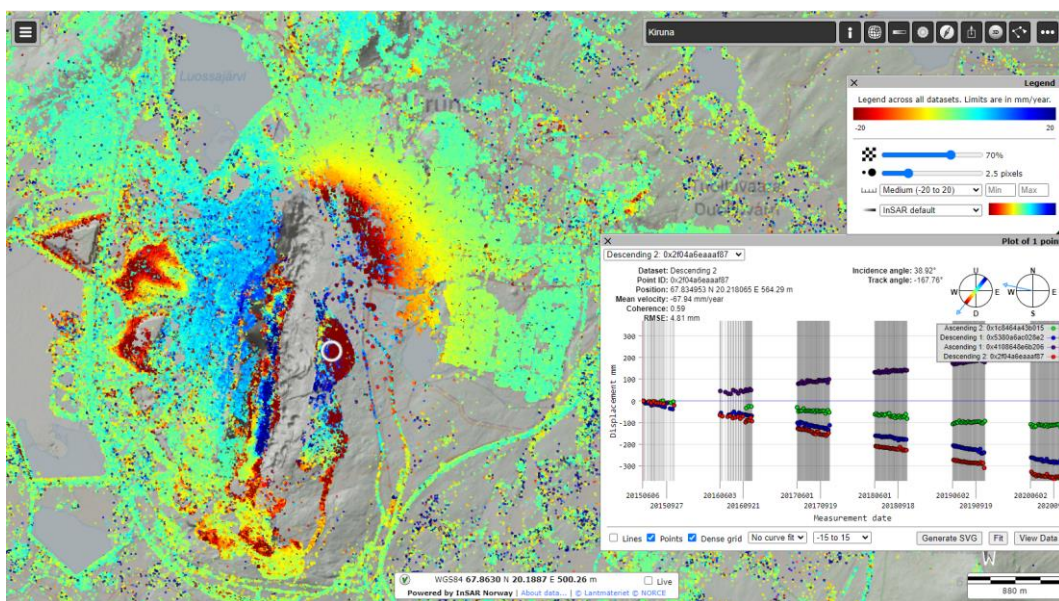 Kiruna
Luossajärvi
× Legend
Legend across all datasets. Limits are in mm/year.
-20 20
70%
2.5 pixels
Medium (-20 to 20) Min Max
InSAR default
× Plot of 1 poin
Descending 2: 0x2f04a6eaaaf87
Dataset: Descending 2
Point ID: 0x2f04a6eaaaf87
Position: 67.834953 N 20.218065 E 564.29 m
Mean velocity: -67.94 mm/year
Coherence: 0.59
RMSE: 4.81 mm
Incidence angle: 38.92°
Track angle: -167.76°
U
W E
D
N
W E
S
Ascending 2: 0x1c8464a43b015
Descending 1: 0x5380a6ac028e2
Ascending 1: 0x4108648e6b206
Descending 2: 0x2f04a6eaaaf87
Displacement mm
300
200
100
0
-100
-200
-300
20150606 20160603 20170601 20180601 20190602 20200602
20150927 20160921 20170919 20180918 20190919 202009
Measurement date
Lines Points Dense grid No curve fit -15 to 15 Generate SVG Fit View Data
WGS84 67.8630 N 20.1887 E 500.26 m Live
Powered by InSAR Norway | About data... | © Lantmäteriet © NORCE
880 m